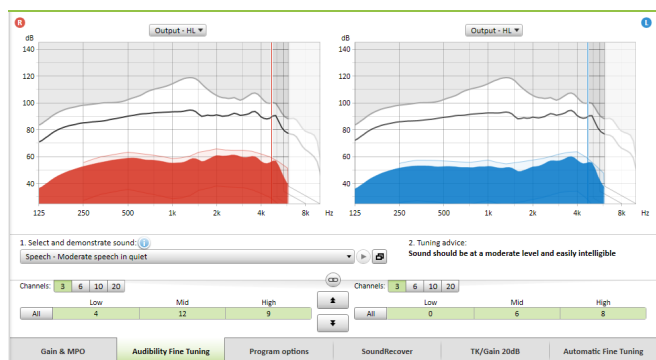 R
L
dB
Output - HL
dB
Output - HL
140
140
120
120
100
100
80
80
60
60
40
40
125 250 500 1k 2k 4k 8k Hz
125 250 500 1k 2k 4k 8k Hz
1. Select and demonstrate sound:
2. Tuning advice:
Speech - Moderate speech in quiet
Sound should be at a moderate level and easily intelligible
Channels: 3 6 10 20
Channels: 3 6 10 20
Low Mid High
Low Mid High
All 4 12 9
All 0 6 8
Gain & MPO
Audibility Fine Tuning
Program options
SoundRecover
TK/Gain 20dB
Automatic Fine Tuning